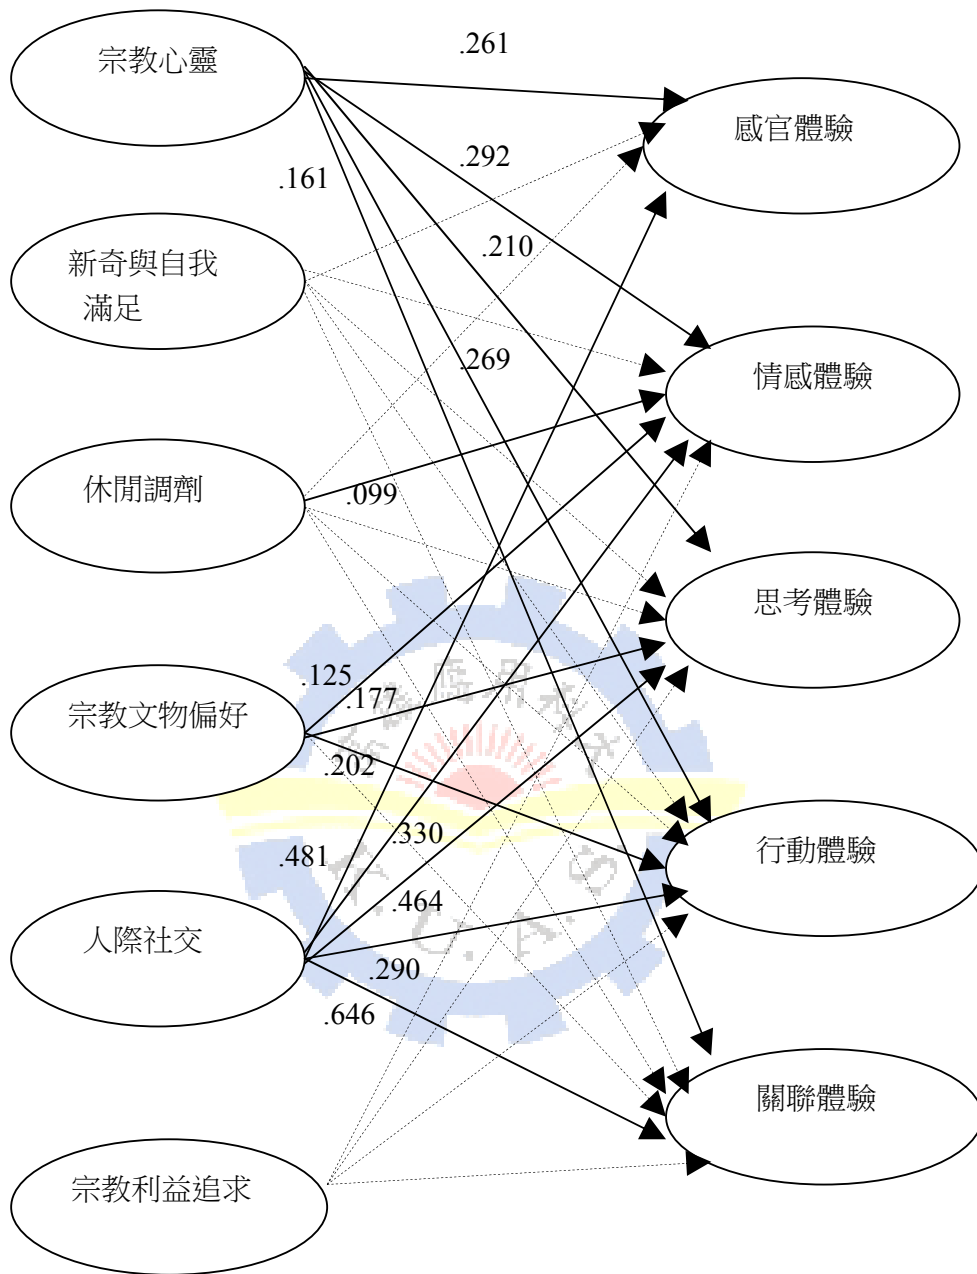 宗教心靈
.261
感官體驗
.292
.161
新奇與自我
滿足
.210
.269
情感體驗
休閒調劑
.099
思考體驗
.125
.177
宗教文物偏好
.202
.330
.481
行動體驗
.464
人際社交
.290
.646
關聯體驗
宗教利益追求